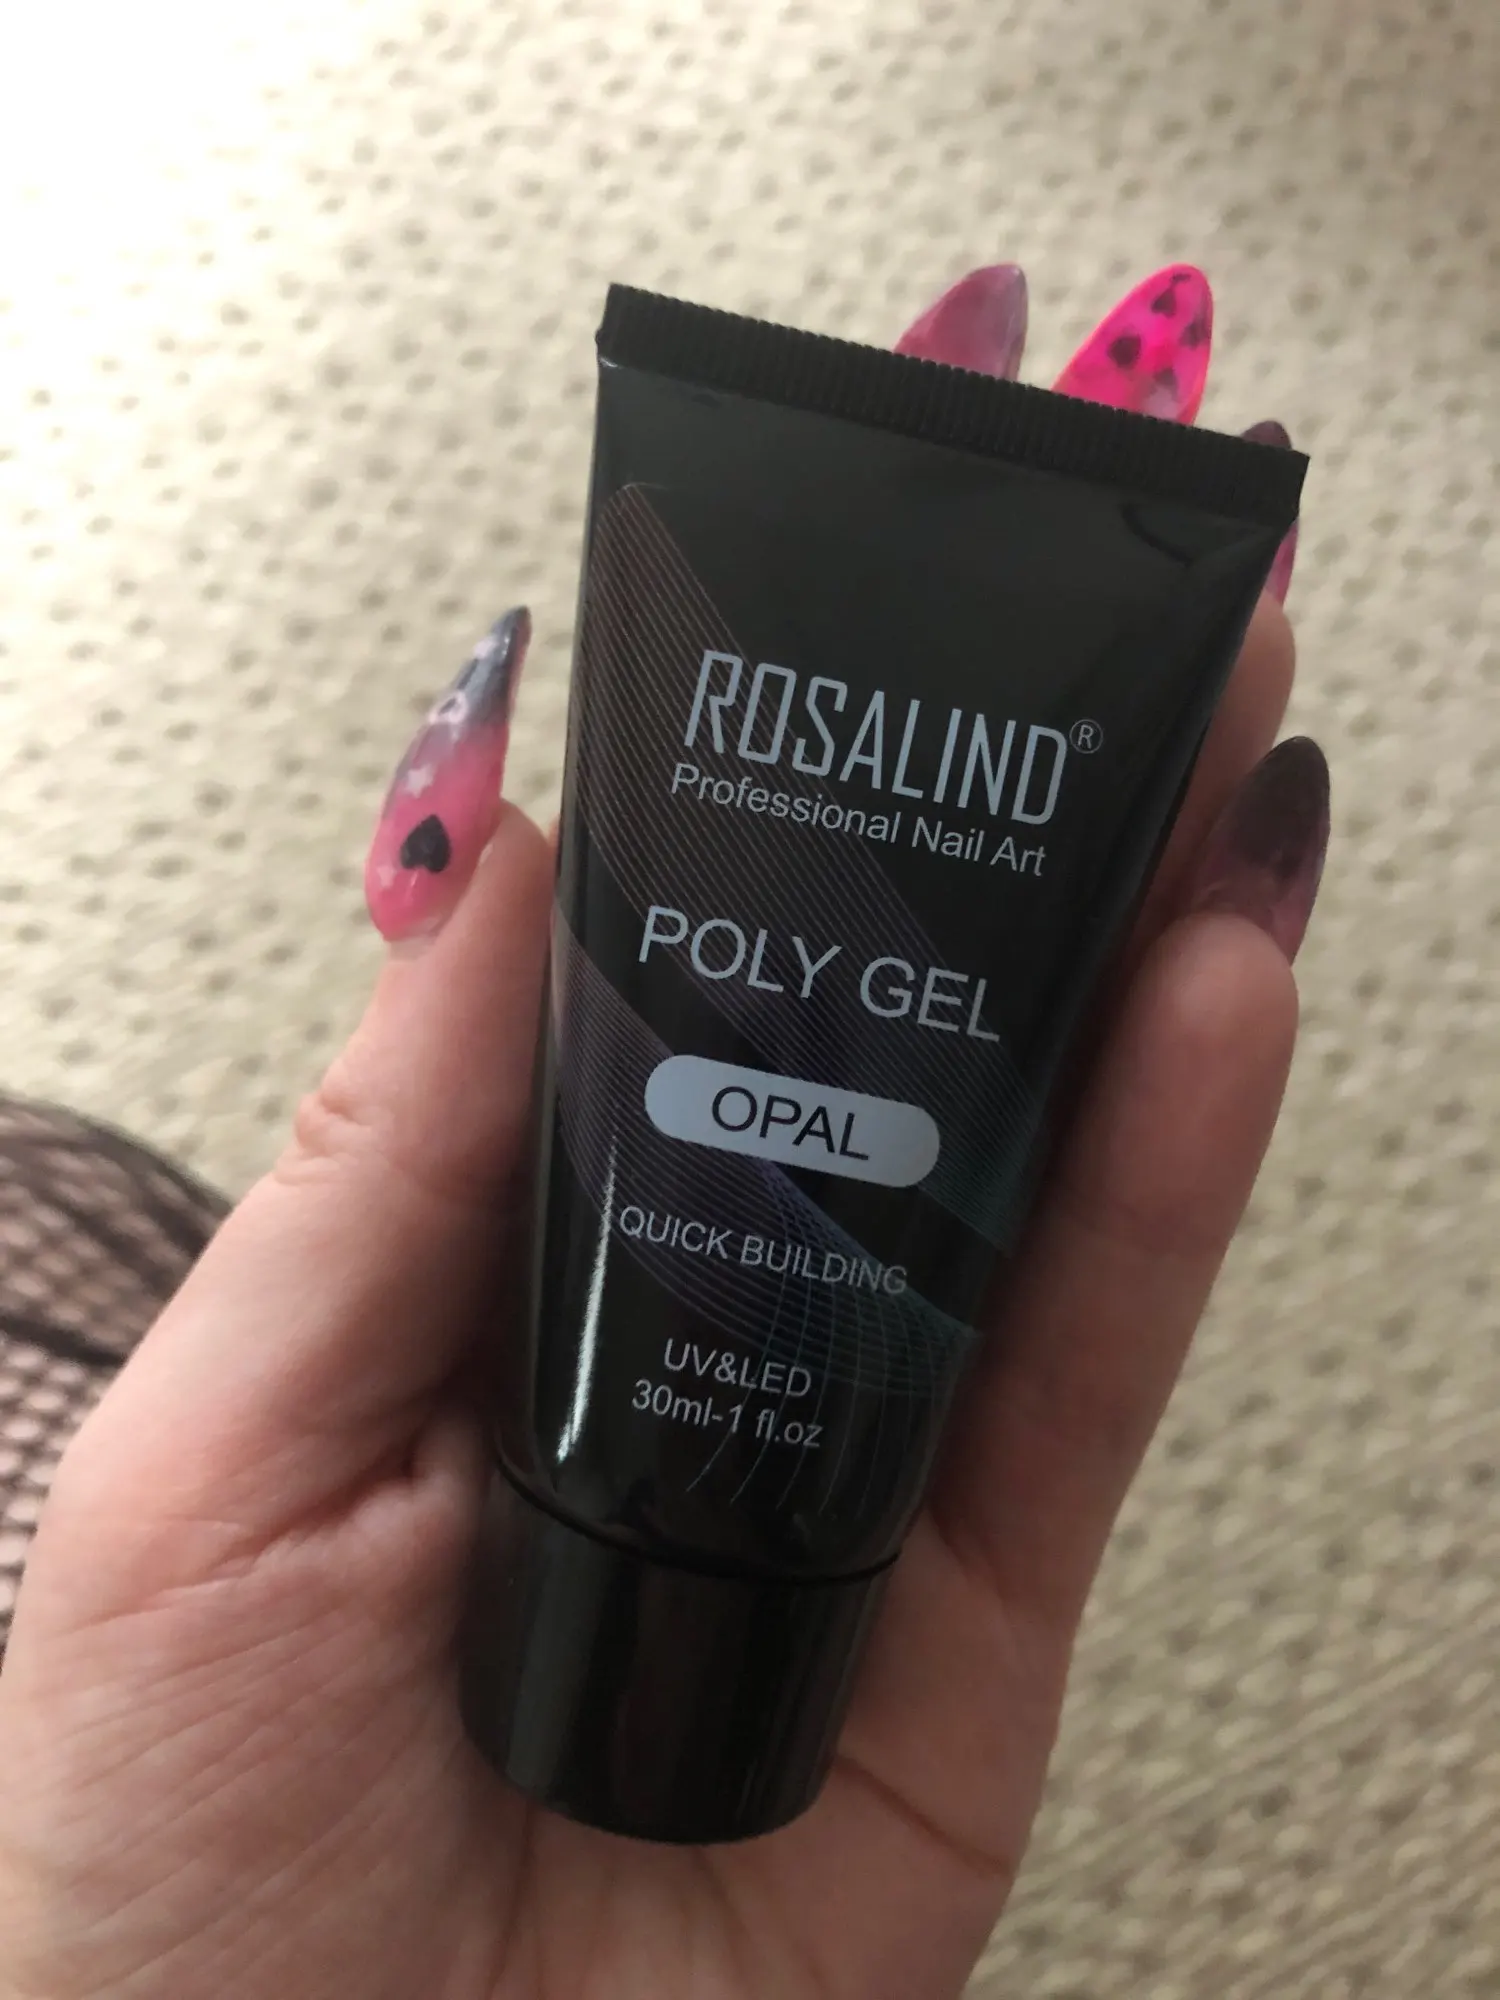 ROSALIND®
Professional Nail Art
POLY GEL
OPAL
QUICK BUILDING
UV&LED
30ml-1 fl.oz